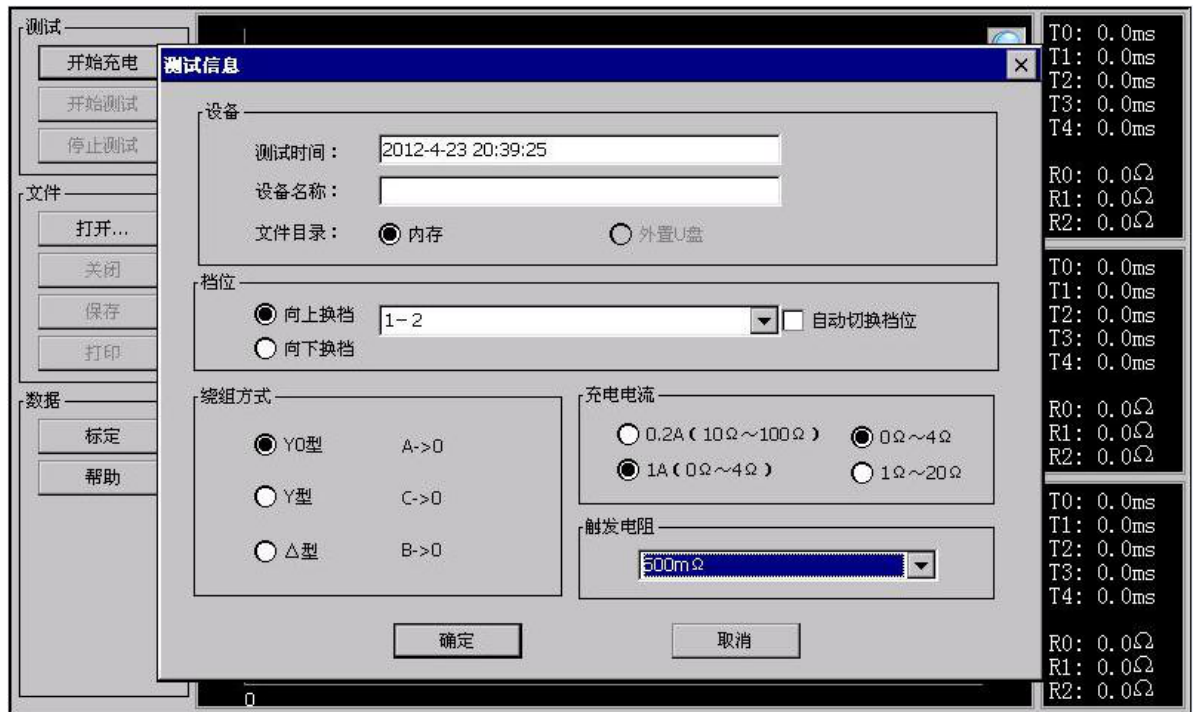 测试
开始充电
开始测试
停止测试
文件
打开...
关闭
保存
打印
数据
标定
帮助
测试信息
设备
测试时间： 2012-4-23 20:39:25
设备名称：
文件目录： 内存 外置U盘
档位
向上换档 1-2 自动切换档位
向下换档
绕组方式
Y0型 A->0
Y型 C->0
△型 B->0
充电电流
0.2A(10Ω~100Ω) 0Ω~4Ω
1A(0Ω~4Ω) 1Ω~20Ω
触发电阻
500mΩ
确定 取消
0
T0: 0.0ms
T1: 0.0ms
T2: 0.0ms
T3: 0.0ms
T4: 0.0ms
R0: 0.0Ω
R1: 0.0Ω
R2: 0.0Ω
T0: 0.0ms
T1: 0.0ms
T2: 0.0ms
T3: 0.0ms
T4: 0.0ms
R0: 0.0Ω
R1: 0.0Ω
R2: 0.0Ω
T0: 0.0ms
T1: 0.0ms
T2: 0.0ms
T3: 0.0ms
T4: 0.0ms
R0: 0.0Ω
R1: 0.0Ω
R2: 0.0Ω